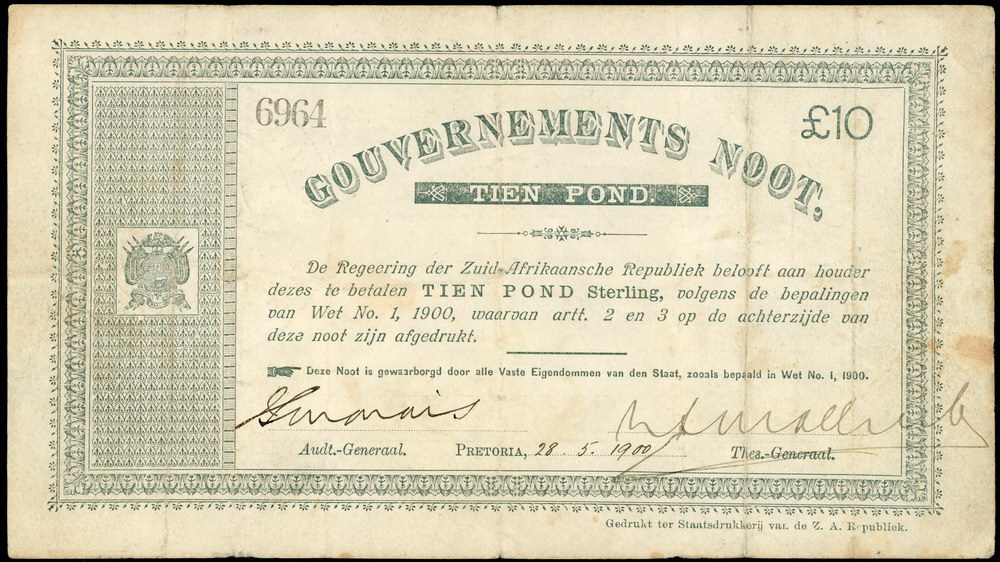 6964
£10
GOUVERNEMENTS NOOT,
TIEN POND.
De Regeering der Zuid-Afrikaansche Republiek belooft aan houder
dezes te betalen TIEN POND Sterling, volgens de bepalingen
van Wet No. 1, 1900, waarvan artt. 2 en 3 op de achterzijde van
deze noot zijn afgedrukt.
Deze Noot is gewaarborgd door alle Vaste Eigendommen van den Staat, zooals bepaald in Wet No. 1, 1900.
Audt.-Generaal. PRETORIA, 28. 5. 1900 Thes.-Generaal.
Gedrukt ter Staatsdrukkerij van de Z. A. Republiek.